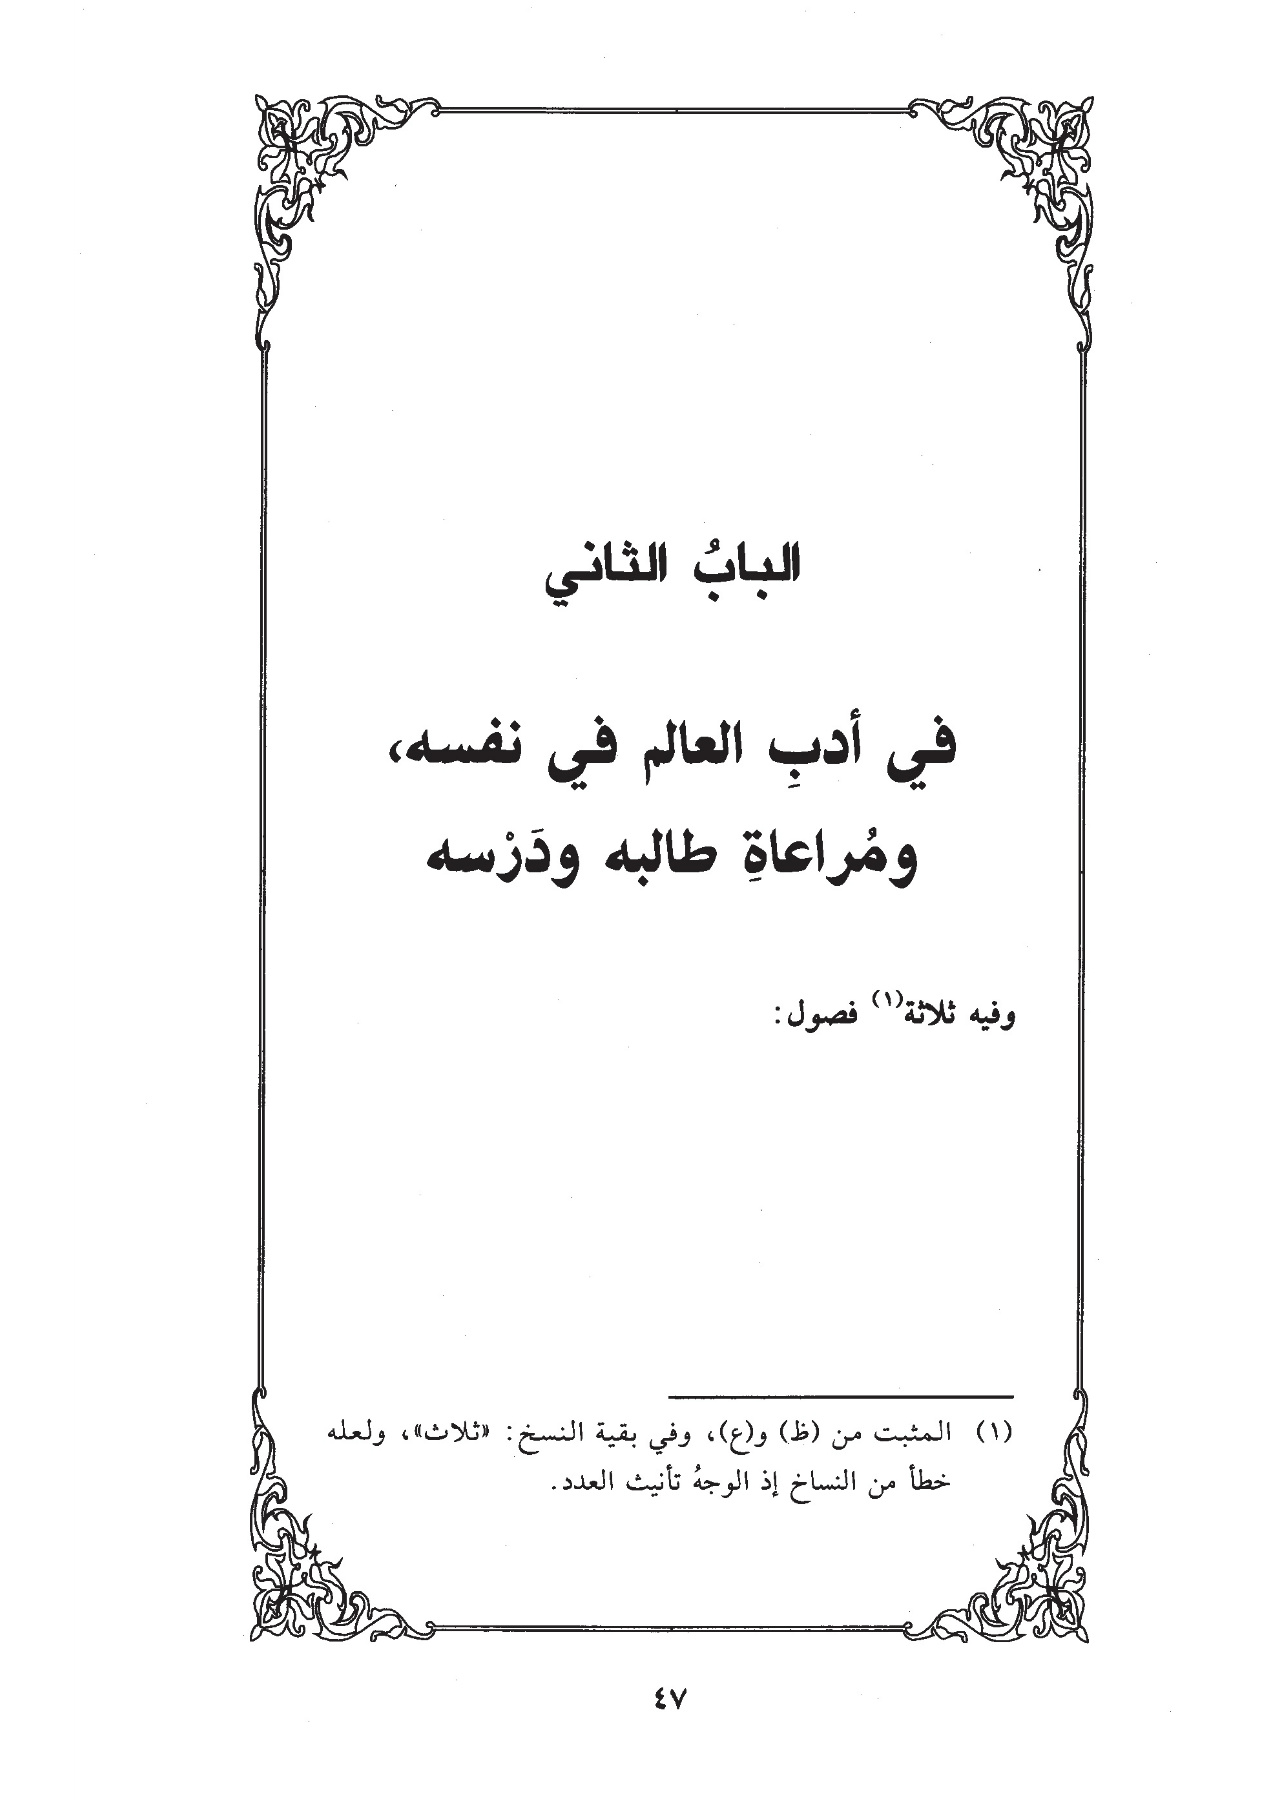 البابُ الثاني
في أدبِ العالم في نفسه،
ومُراعاةِ طالبه ودَرْسه
وفيه ثلاثة(١) فصول:
(١) المثبت من (ظ) و(ع)، وفي بقية النسخ: «ثلاث»، ولعله
خطأ من النساخ إذ الوجهُ تأنيث العدد.
٤٧